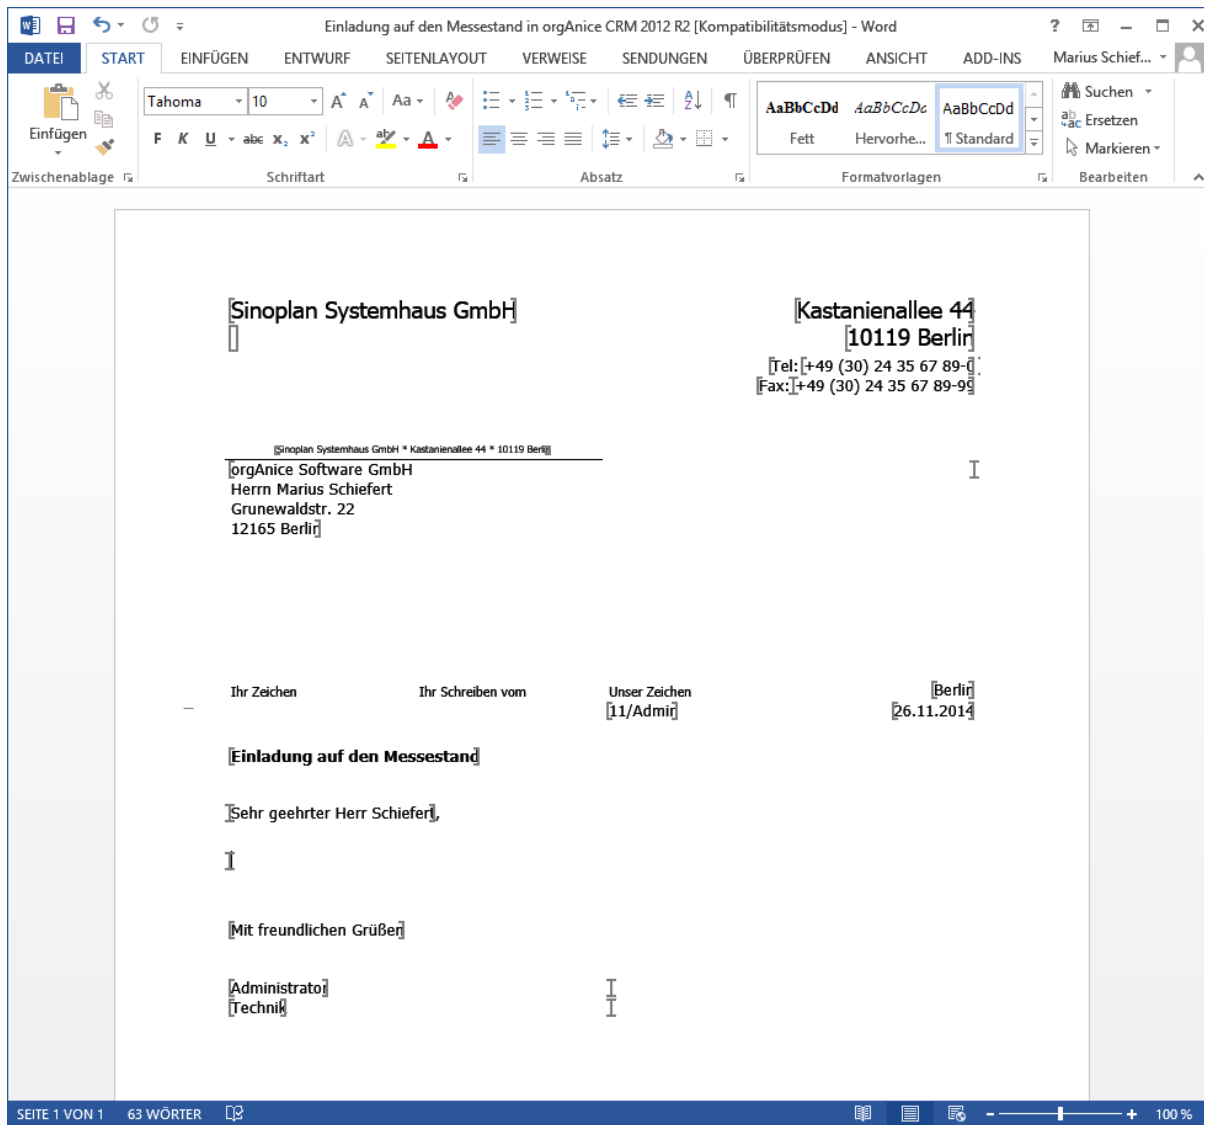 Einladung auf den Messestand in orgAnice CRM 2012 R2 [Kompatibilitätsmodus] - Word
DATEI START EINFÜGEN ENTWURF SEITENLAYOUT VERWEISE SENDUNGEN ÜBERPRÜFEN ANSICHT ADD-INS Marius Schief...
Tahoma 10 Aa AaBbCcDd AaBbCcDc AaBbCcDd Suchen
Einfügen F K U abc x₂ x² A Fett Hervorhe... ¶ Standard Ersetzen
Markieren
Zwischenablage Schriftart Absatz Formatvorlagen Bearbeiten
Sinoplan Systemhaus GmbH Kastanienallee 44
10119 Berlin
Tel: +49 (30) 24 35 67 89-0
Fax: +49 (30) 24 35 67 89-99
Sinoplan Systemhaus GmbH * Kastanienallee 44 * 10119 Berlin
orgAnice Software GmbH
Herrn Marius Schiefert
Grunewaldstr. 22
12165 Berlin
Ihr Zeichen Ihr Schreiben vom Unser Zeichen Berlin
11/Admin 26.11.2014
Einladung auf den Messestand
Sehr geehrter Herr Schiefert,
Mit freundlichen Grüßen
Administrator
Technik
SEITE 1 VON 1 63 WÖRTER 100 %